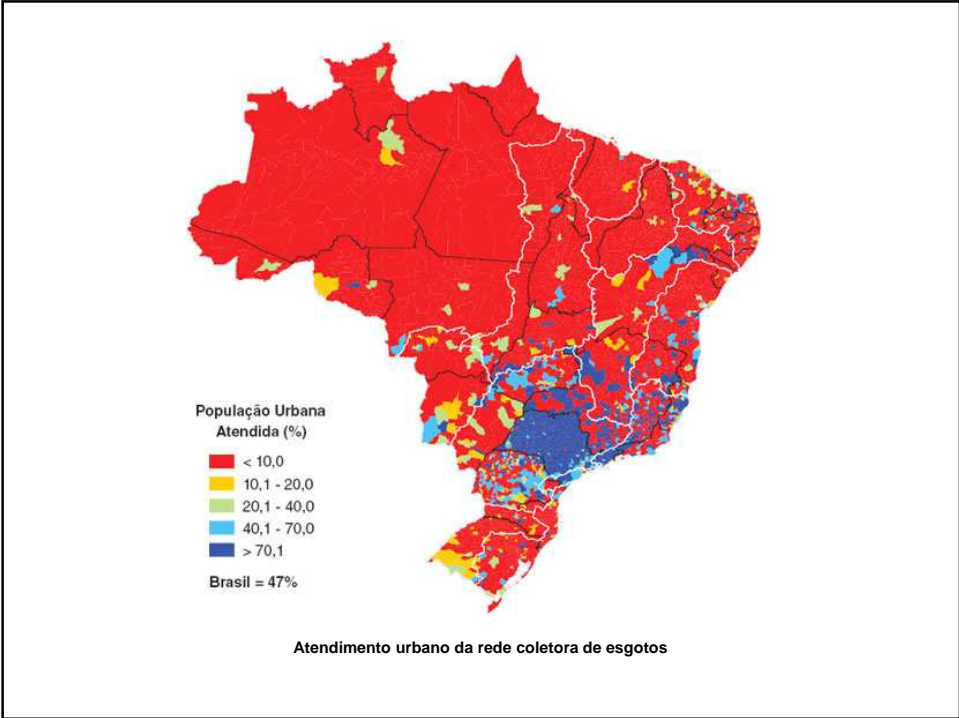 População Urbana
Atendida (%)
< 10,0
10,1 - 20,0
20,1 - 40,0
40,1 - 70,0
> 70,1
Brasil = 47%
Atendimento urbano da rede coletora de esgotos